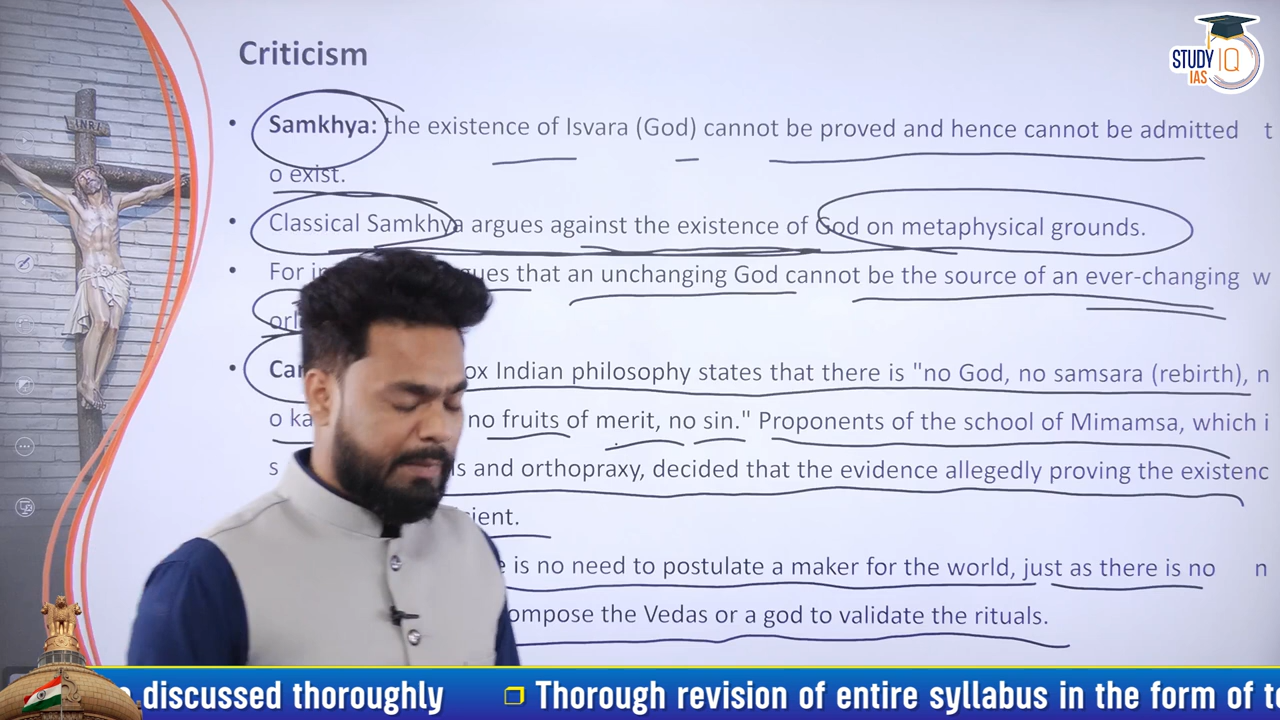 Criticism
STUDY IQ
IAS
INRI
• Samkhya: the existence of Isvara (God) cannot be proved and hence cannot be admitted t
o exist.
• Classical Samkhya argues against the existence of God on metaphysical grounds.
• For in gues that an unchanging God cannot be the source of an ever-changing w
orl
• Car ox Indian philosophy states that there is "no God, no samsara (rebirth), n
o ka no fruits of merit, no sin." Proponents of the school of Mimamsa, which i
s s and orthopraxy, decided that the evidence allegedly proving the existenc
cient.
e is no need to postulate a maker for the world, just as there is no n
ompose the Vedas or a god to validate the rituals.
discussed thoroughly ❐ Thorough revision of entire syllabus in the form of t